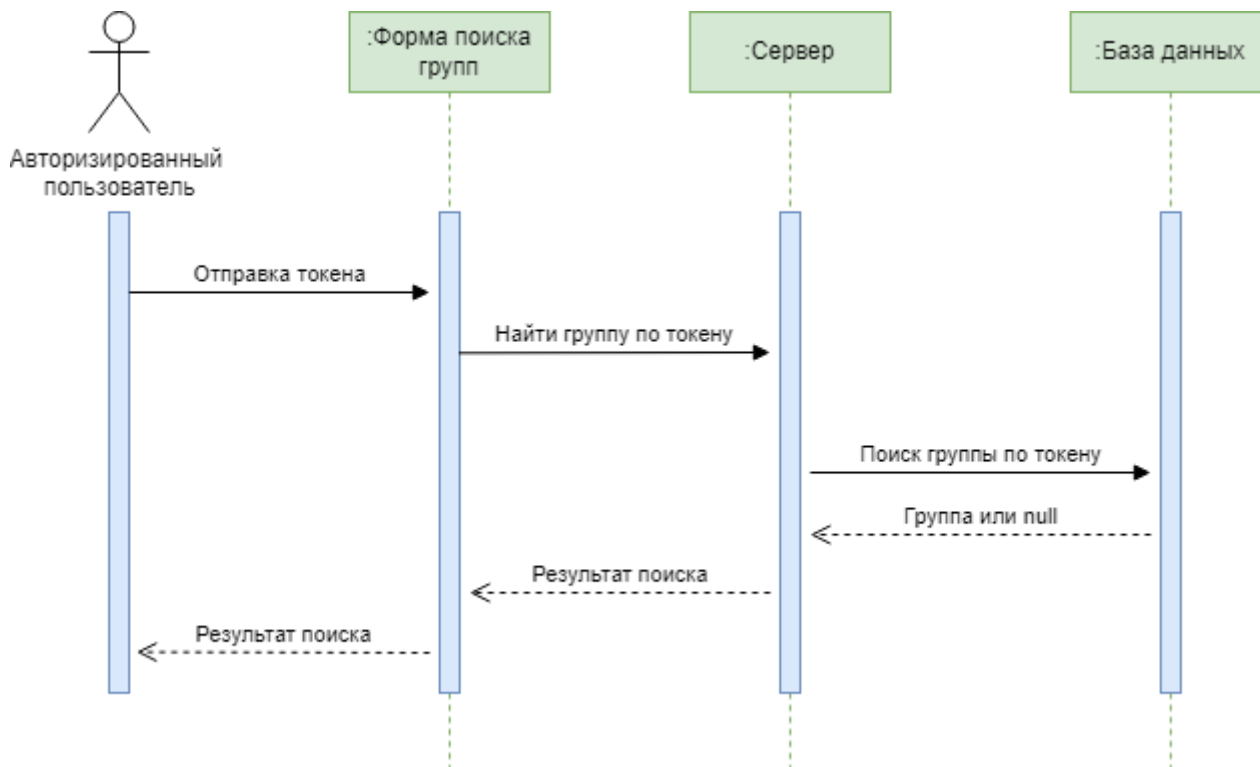 :Форма поиска
групп
:Сервер
:База данных
Авторизированный
пользователь
Отправка токена
Найти группу по токену
Поиск группы по токену
Группа или null
Результат поиска
Результат поиска